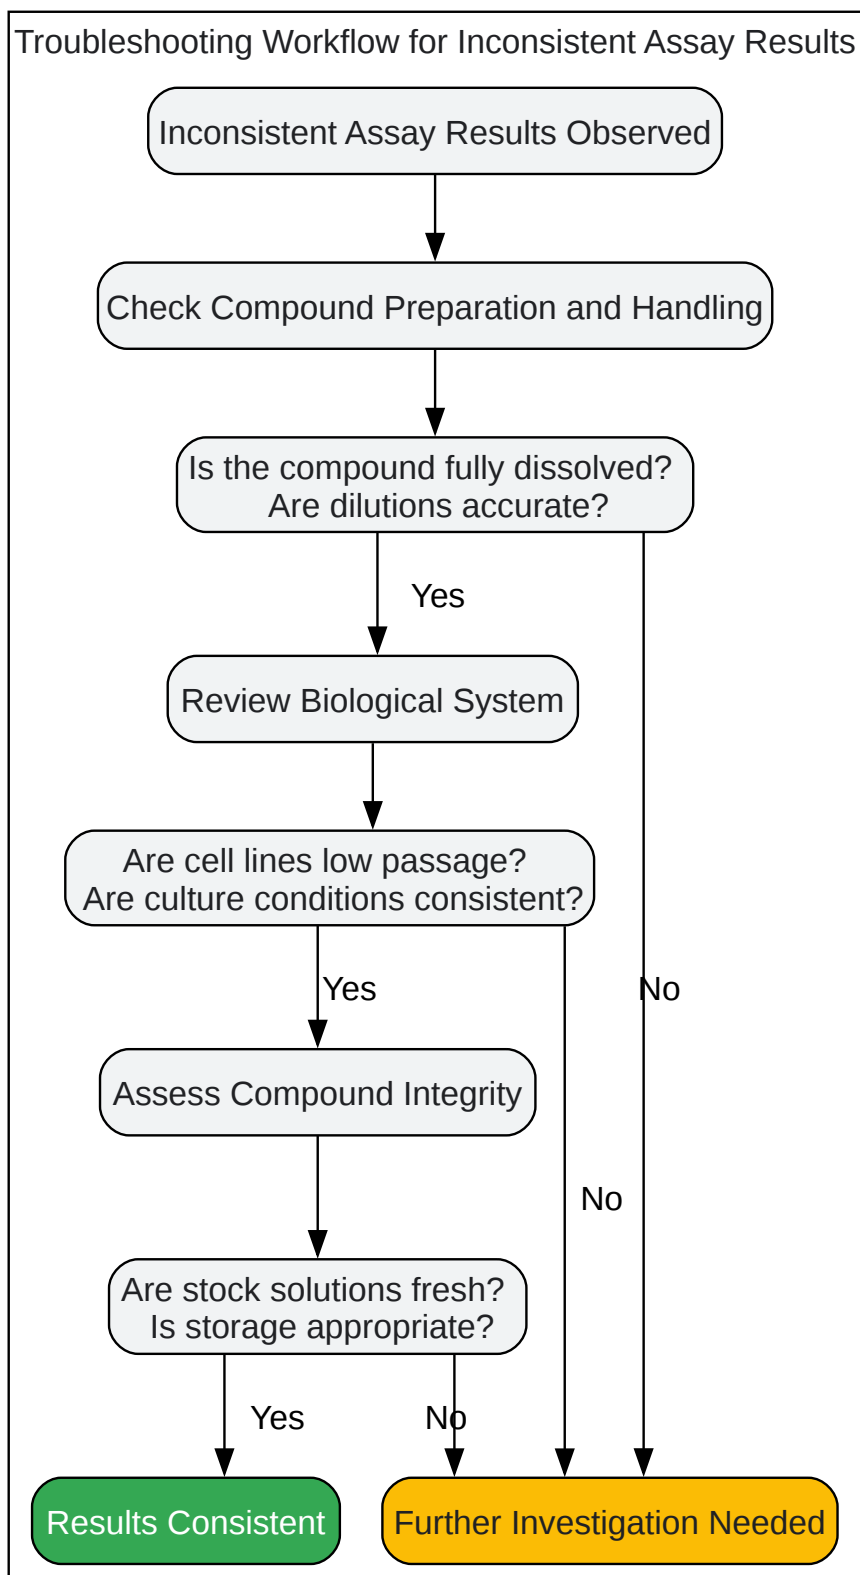 Troubleshooting Workflow for Inconsistent Assay Results
Inconsistent Assay Results Observed
Check Compound Preparation and Handling
Is the compound fully dissolved?
Are dilutions accurate?
Yes
Review Biological System
Are cell lines low passage?
Are culture conditions consistent?
Yes
No
Assess Compound Integrity
No
Are stock solutions fresh?
Is storage appropriate?
Yes
No
Results Consistent
Further Investigation Needed